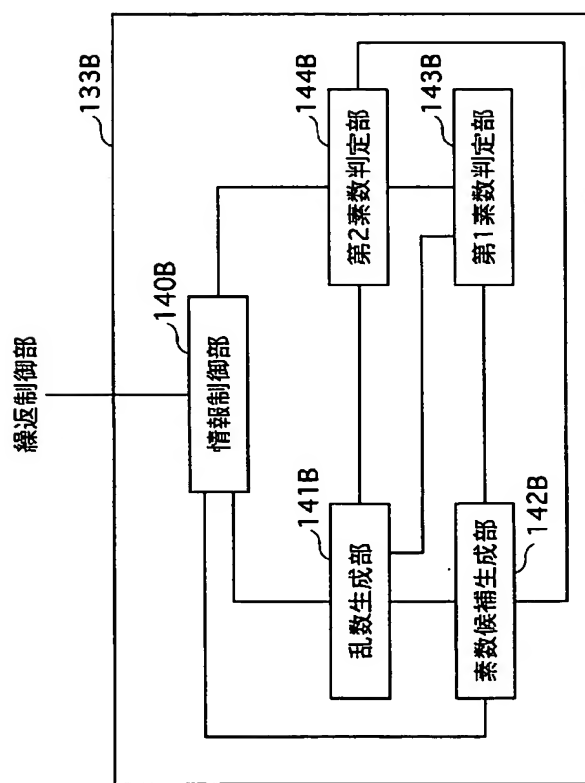 繰返制御部
133B
140B
情報制御部
141B
乱数生成部
144B
第2素数判定部
142B
素数候補生成部
143B
第1素数判定部